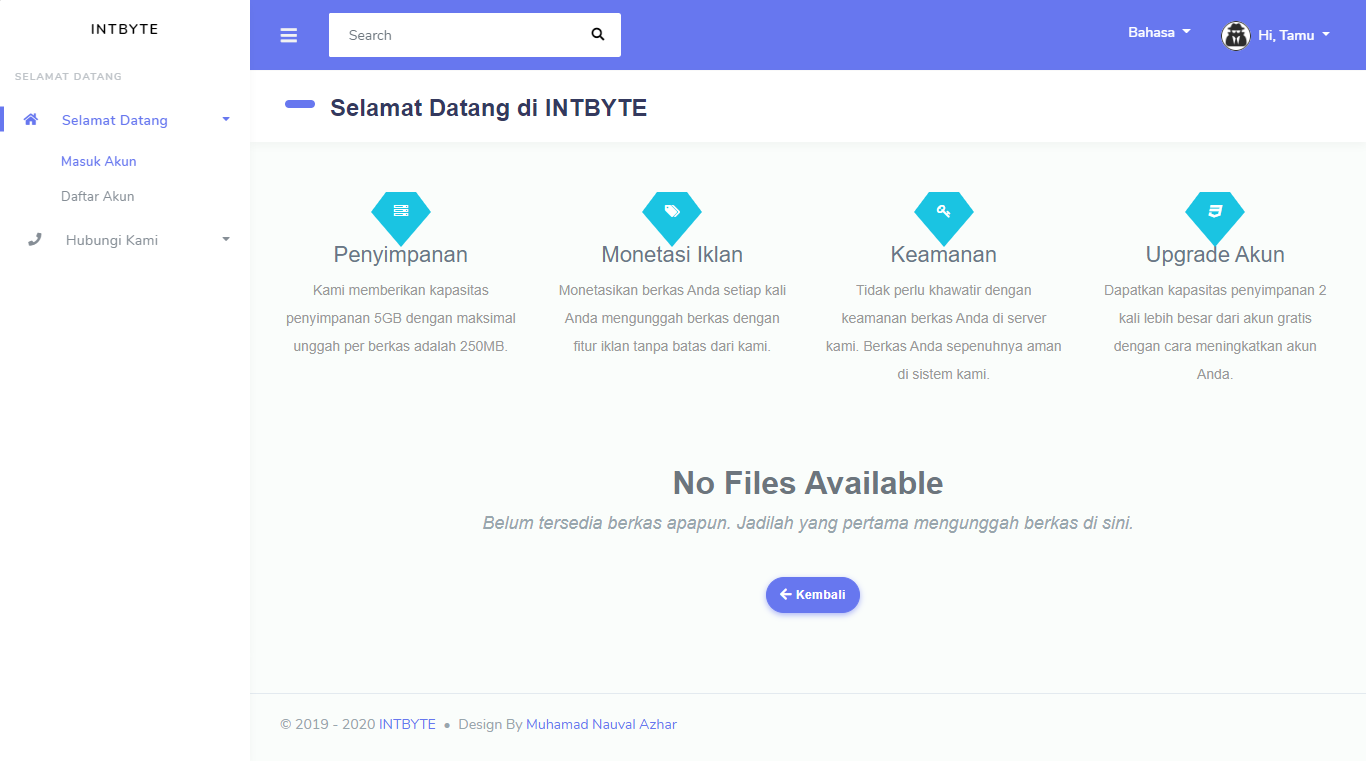 INTBYTE
SELAMAT DATANG
Selamat Datang
Masuk Akun
Daftar Akun
Hubungi Kami
Search
Bahasa
Hi, Tamu
Selamat Datang di INTBYTE
Penyimpanan
Kami memberikan kapasitas
penyimpanan 5GB dengan maksimal
unggah per berkas adalah 250MB.
Monetasi Iklan
Monetasikan berkas Anda setiap kali
Anda mengunggah berkas dengan
fitur iklan tanpa batas dari kami.
Keamanan
Tidak perlu khawatir dengan
keamanan berkas Anda di server
kami. Berkas Anda sepenuhnya aman
di sistem kami.
Upgrade Akun
Dapatkan kapasitas penyimpanan 2
kali lebih besar dari akun gratis
dengan cara meningkatkan akun
Anda.
No Files Available
Belum tersedia berkas apapun. Jadilah yang pertama mengunggah berkas di sini.
Kembali
© 2019 - 2020 INTBYTE • Design By Muhamad Nauval Azhar